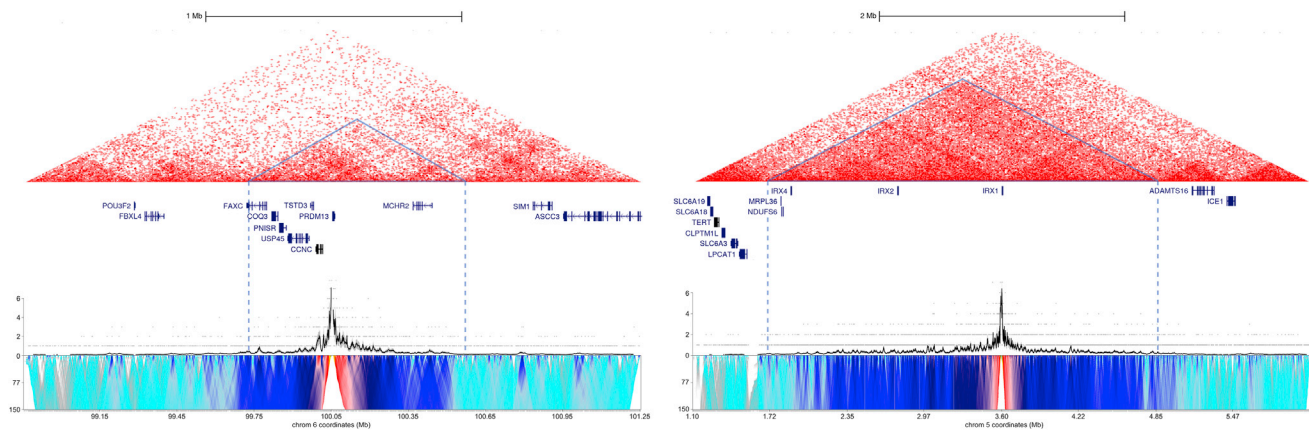 1 Mb
POU3F2
FAXC
TSTD3
MCHR2
SIM1
FBXL4
COQ3
PRDM13
ASCC3
PNISR
USP45
CCNC
6
4
2
0
77
150
99.15
99.45
99.75
100.05
100.35
100.65
100.95
101.25
chrom 6 coordinates (Mb)
2 Mb
IRX4
IRX2
IRX1
ADAMTS16
SLC6A19
MRPL36
ICE1
SLC6A18
NDUFS6
TERT
CLPTM1L
SLC6A3
LPCAT1
6
4
2
0
77
150
1.10
1.72
2.35
2.97
3.60
4.22
4.85
5.47
chrom 5 coordinates (Mb)